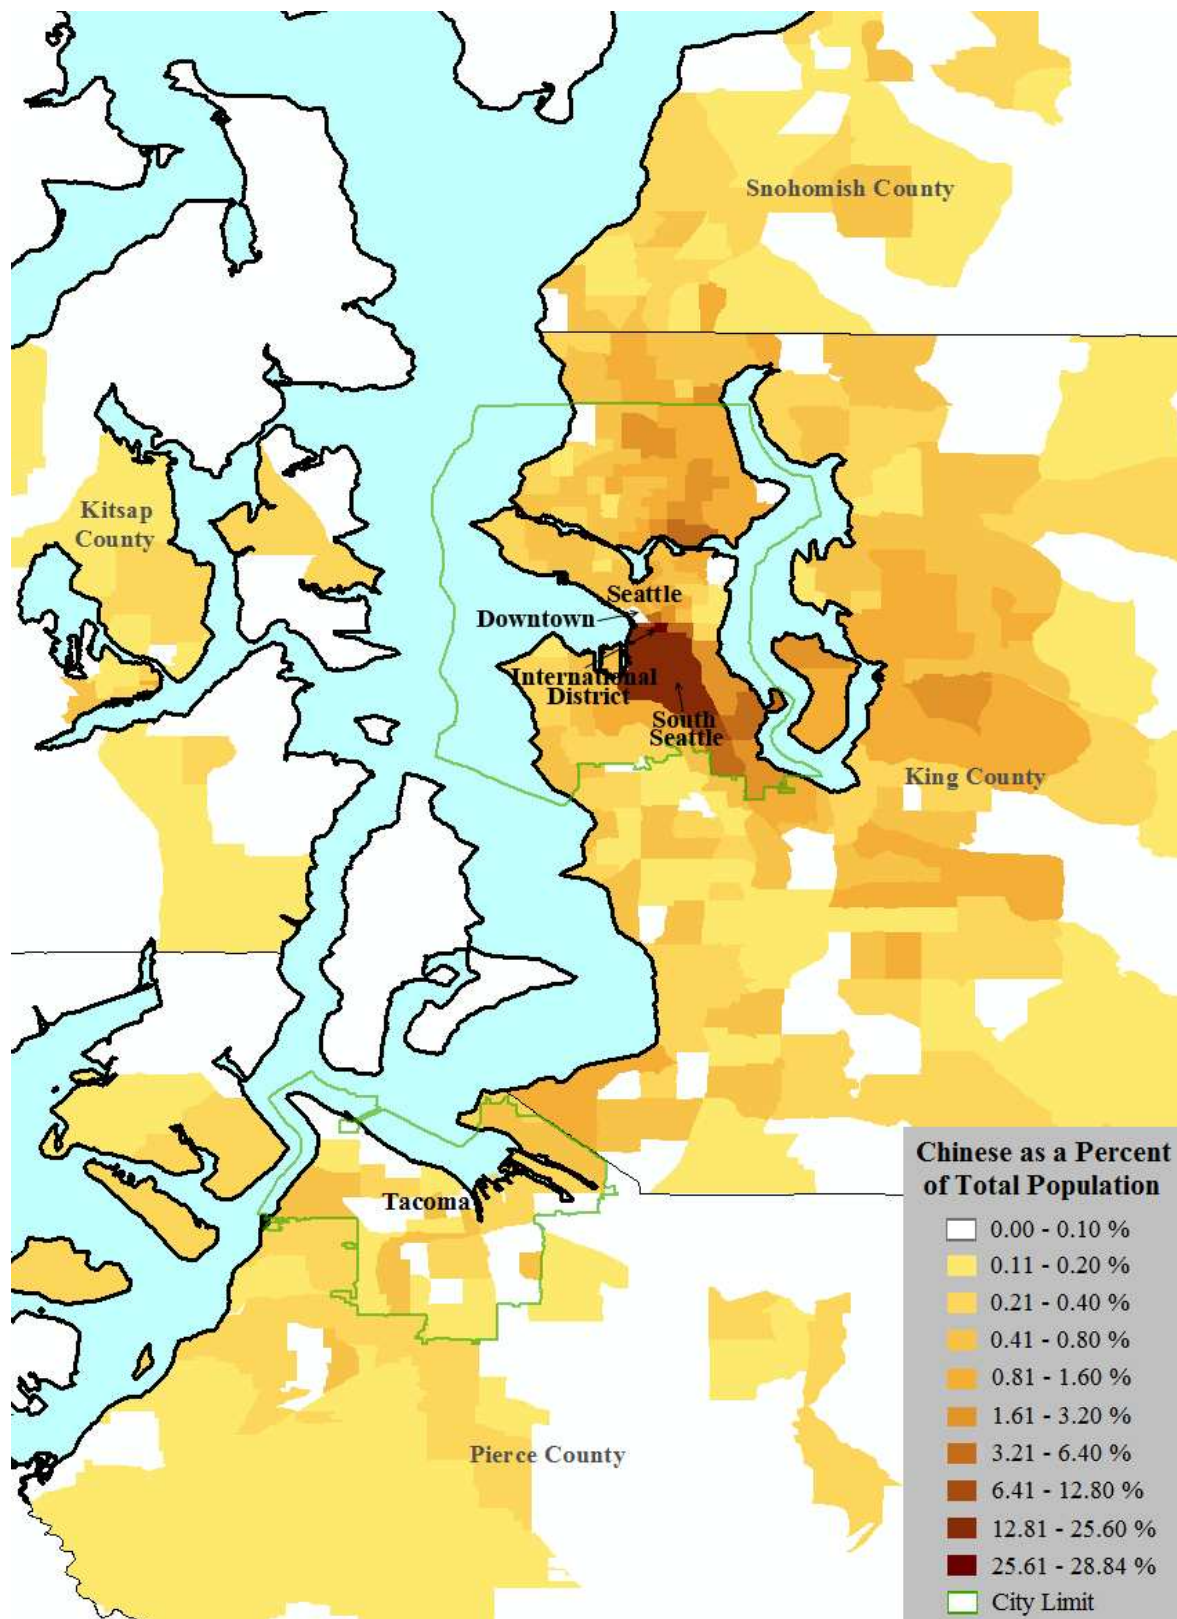 Snohomish County
Kitsap
County
Seattle
Downtown
International
District
South
Seattle
King County
Tacoma
Pierce County
Chinese as a Percent
of Total Population
0.00 - 0.10 %
0.11 - 0.20 %
0.21 - 0.40 %
0.41 - 0.80 %
0.81 - 1.60 %
1.61 - 3.20 %
3.21 - 6.40 %
6.41 - 12.80 %
12.81 - 25.60 %
25.61 - 28.84 %
City Limit